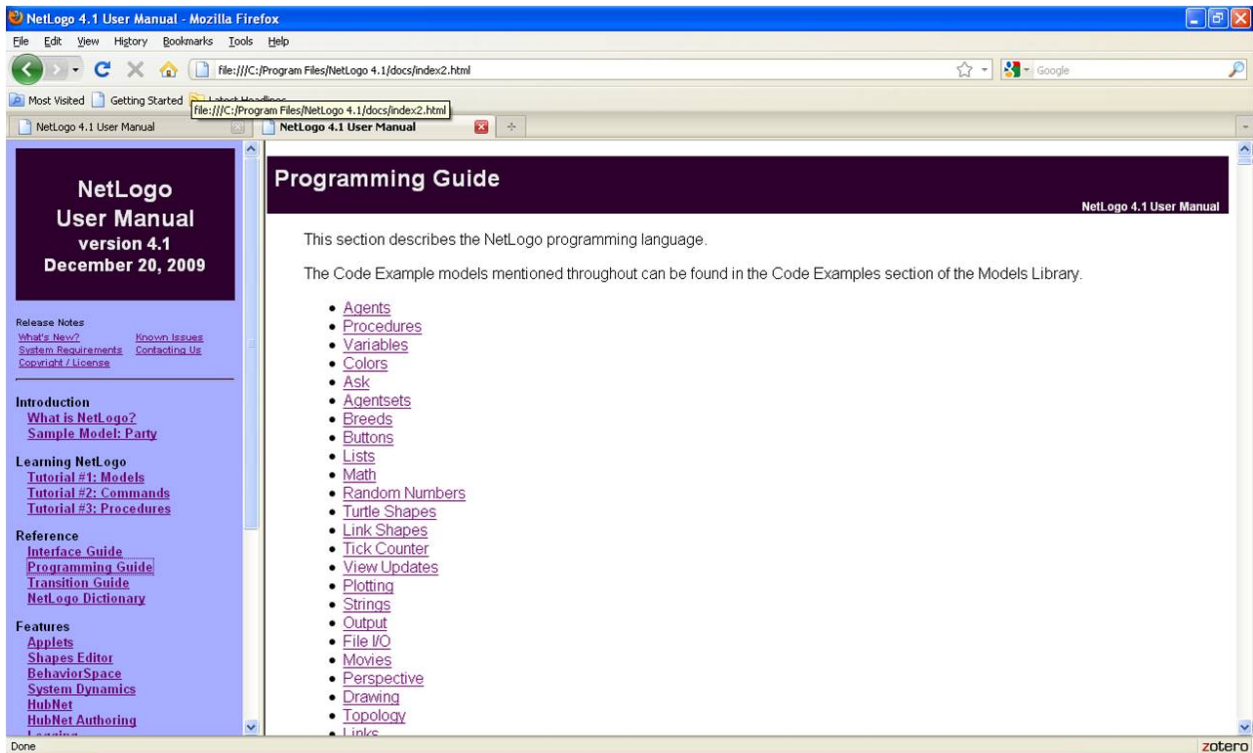 NetLogo 4.1 User Manual - Mozilla Firefox
File Edit View History Bookmarks Tools Help
file:///C:/Program Files/NetLogo 4.1/docs/index2.html
Google
Most Visited Getting Started Latest Headlines
file:///C:/Program Files/NetLogo 4.1/docs/index2.html
NetLogo 4.1 User Manual
NetLogo 4.1 User Manual
NetLogo
User Manual
version 4.1
December 20, 2009
Release Notes
What's New? Known Issues
System Requirements Contacting Us
Copyright / License
Introduction
What is NetLogo?
Sample Model: Party
Learning NetLogo
Tutorial #1: Models
Tutorial #2: Commands
Tutorial #3: Procedures
Reference
Interface Guide
Programming Guide
Transition Guide
NetLogo Dictionary
Features
Applets
Shapes Editor
BehaviorSpace
System Dynamics
HubNet
HubNet Authoring
Logging
Programming Guide
NetLogo 4.1 User Manual
This section describes the NetLogo programming language.
The Code Example models mentioned throughout can be found in the Code Examples section of the Models Library.
• Agents
• Procedures
• Variables
• Colors
• Ask
• Agentsets
• Breeds
• Buttons
• Lists
• Math
• Random Numbers
• Turtle Shapes
• Link Shapes
• Tick Counter
• View Updates
• Plotting
• Strings
• Output
• File I/O
• Movies
• Perspective
• Drawing
• Topology
• Links
Done
zotero